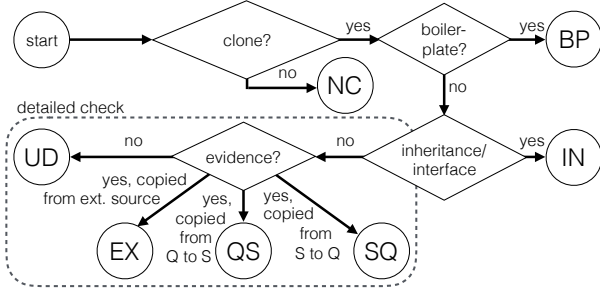 start
clone?
yes
boiler-
plate?
yes
BP
no
NC
no
detailed check
UD
no
evidence?
no
inheritance/
interface
yes
IN
yes, copied
from ext. source
yes,
copied
from
Q to S
yes,
copied
from
S to Q
EX
QS
SQ